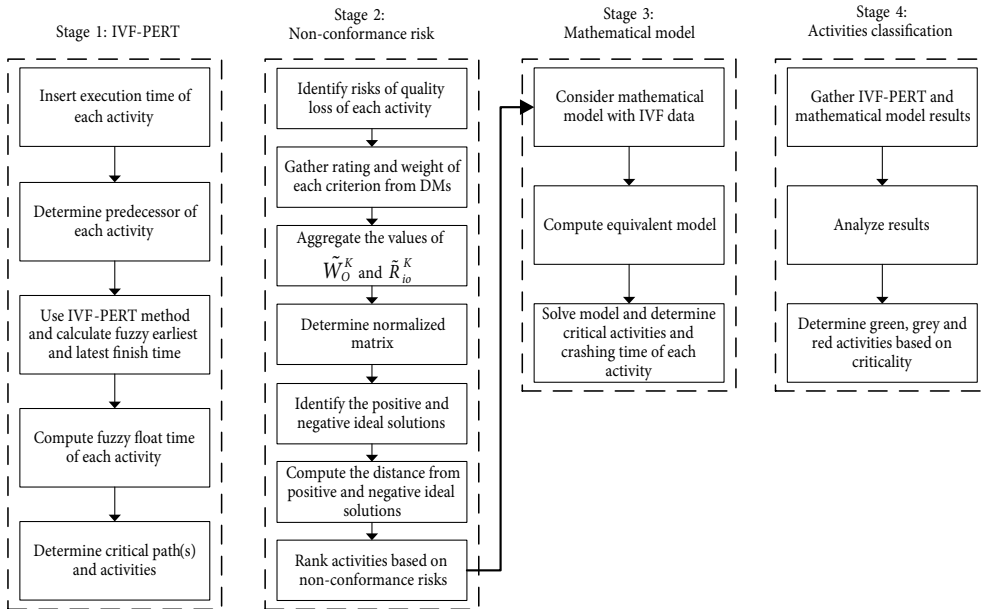 Stage 1: IVF-PERT
Insert execution time of
each activity
Determine predecessor of
each activity
Use IVF-PERT method
and calculate fuzzy earliest
and latest finish time
Compute fuzzy float time
of each activity
Determine critical path(s)
and activities
Stage 2:
Non-conformance risk
Identify risks of quality
loss of each activity
Gather rating and weight of
each criterion from DMs
Aggregate the values of
W̃_O^K and R̃_io^K
Determine normalized
matrix
Identify the positive and
negative ideal solutions
Compute the distance from
positive and negative ideal
solutions
Rank activities based on
non-conformance risks
Stage 3:
Mathematical model
Consider mathematical
model with IVF data
Compute equivalent model
Solve model and determine
critical activities and
crashing time of each
activity
Stage 4:
Activities classification
Gather IVF-PERT and
mathematical model results
Analyze results
Determine green, grey and
red activities based on
criticality